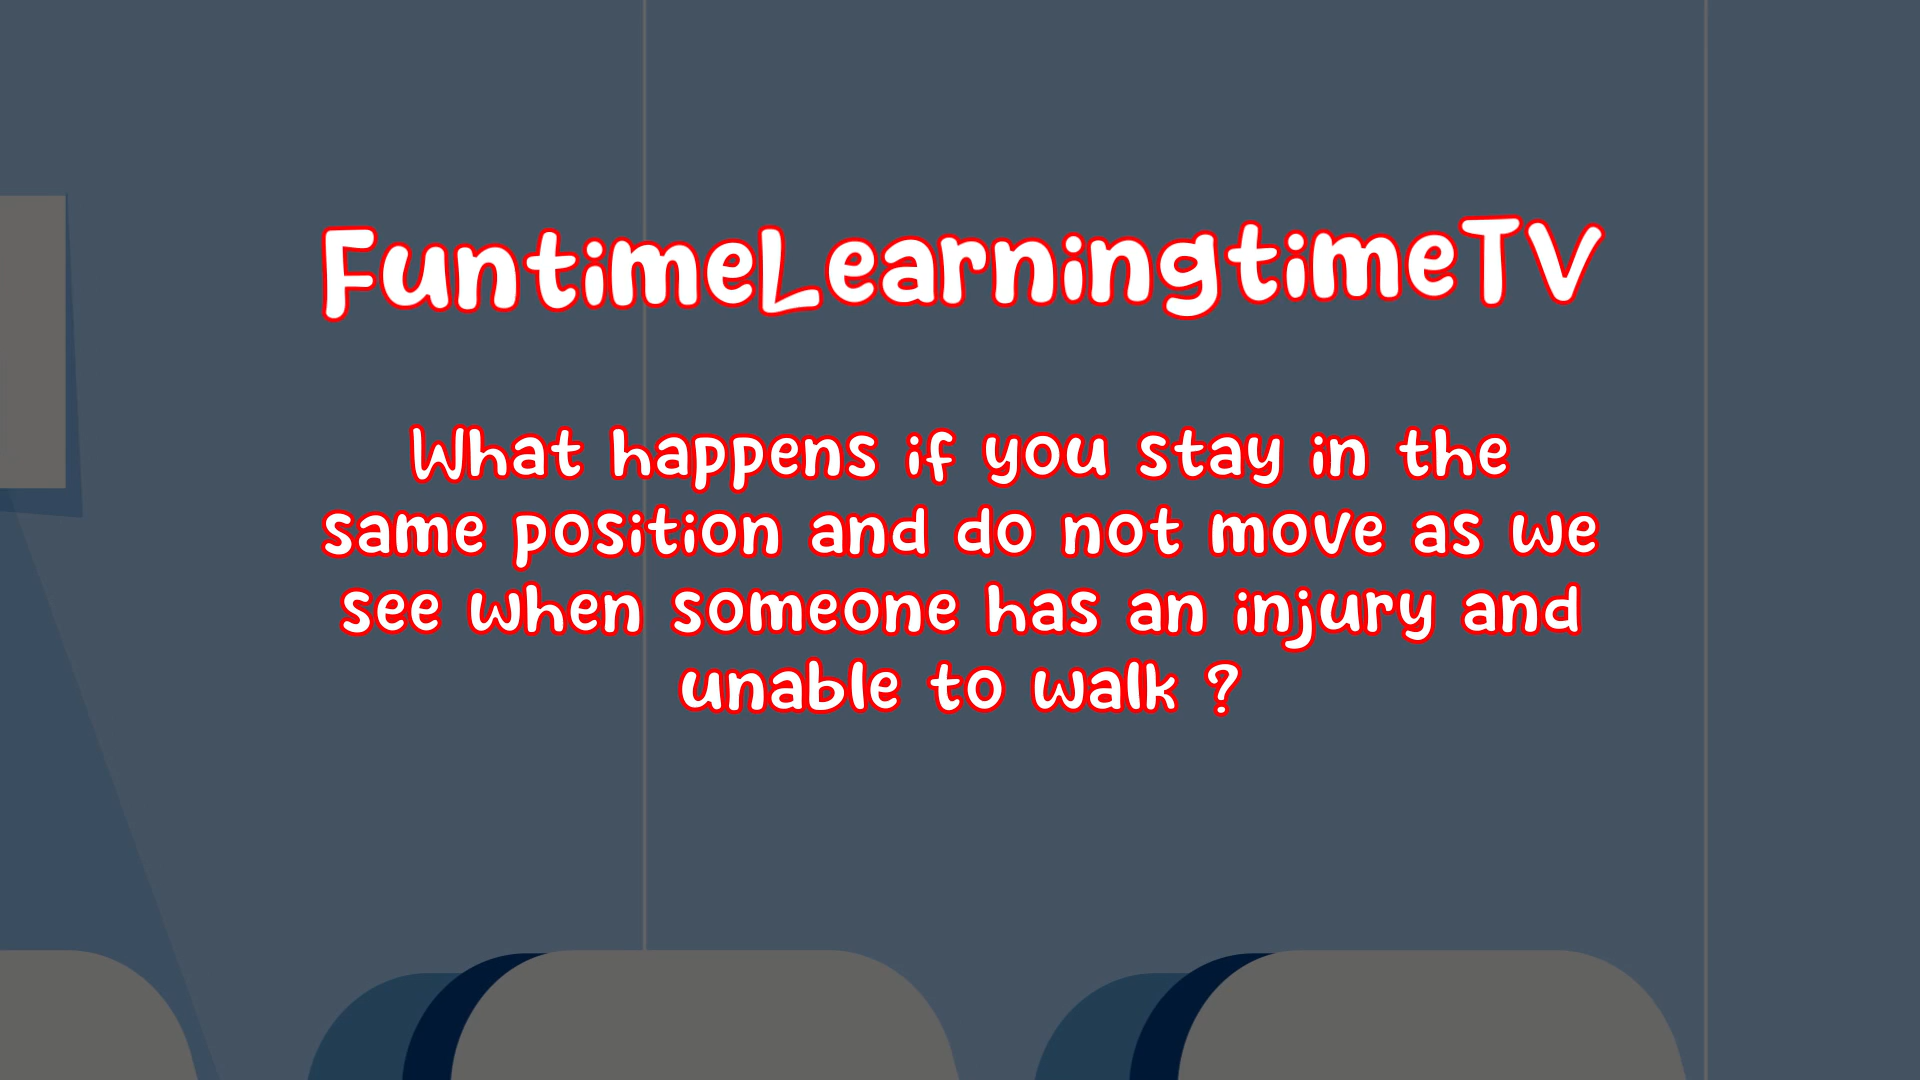 FuntimeLearningtimeTV
What happens if you stay in the
same position and do not move as we
see when someone has an injury and
unable to walk ?